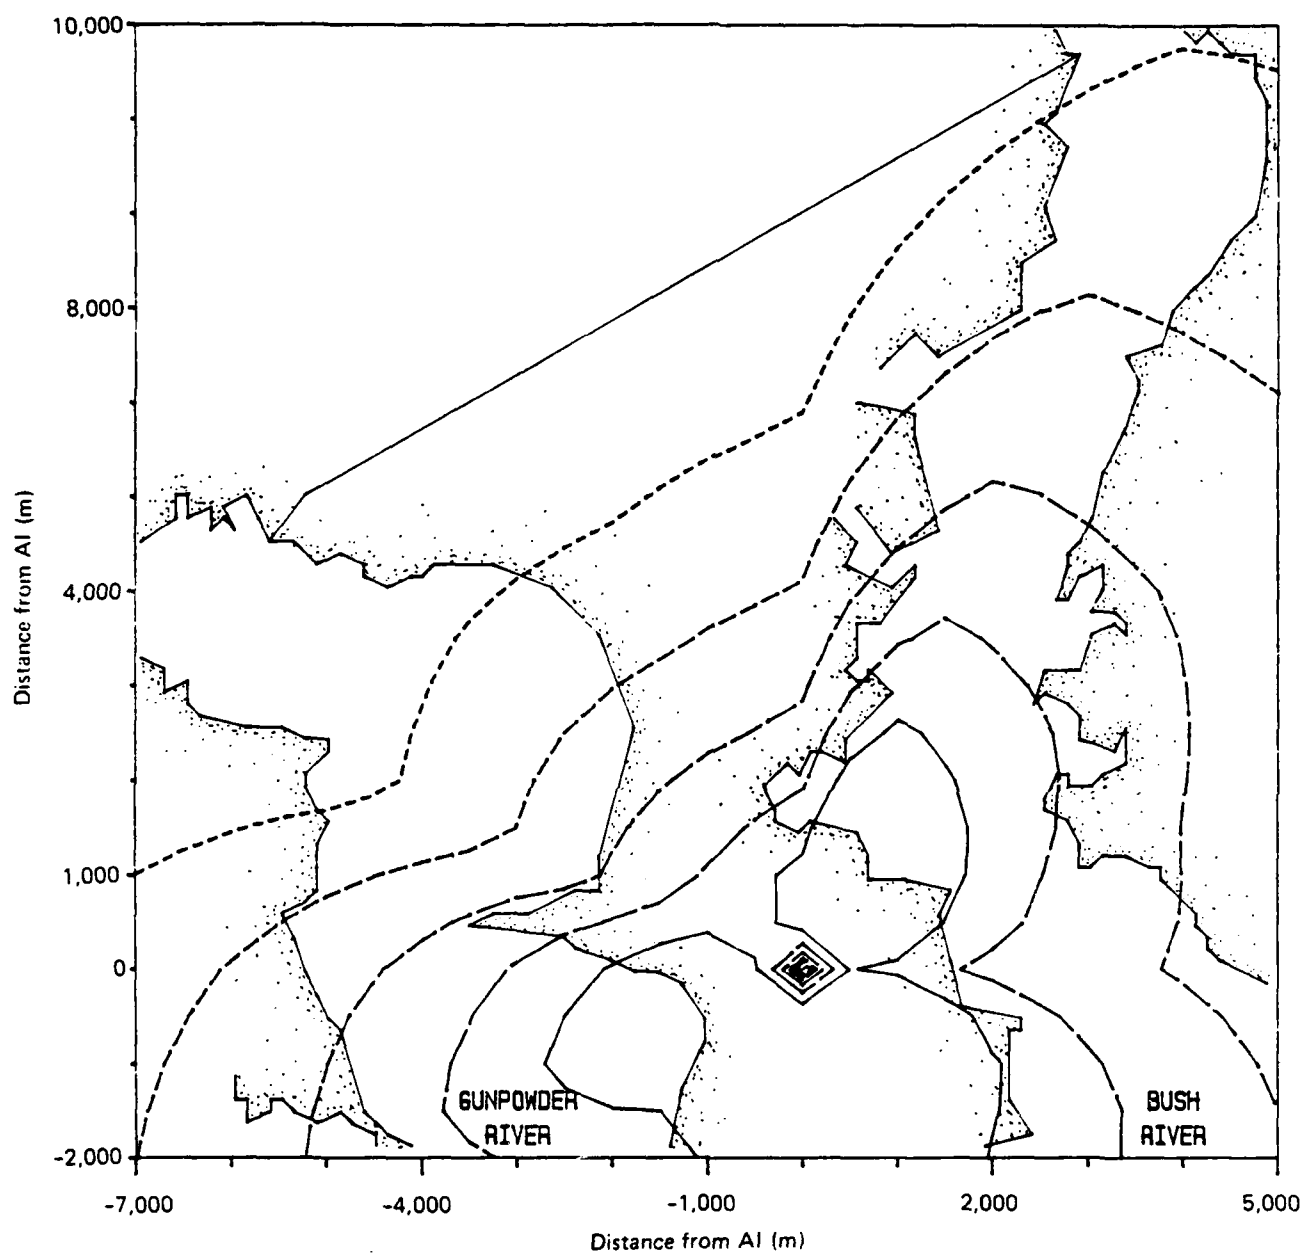 10,000
8,000
4,000
1,000
0
-2,000
Distance from AI (m)
GUNPOWDER
RIVER
BUSH
RIVER
-7,000
-4,000
-1,000
2,000
5,000
Distance from AI (m)